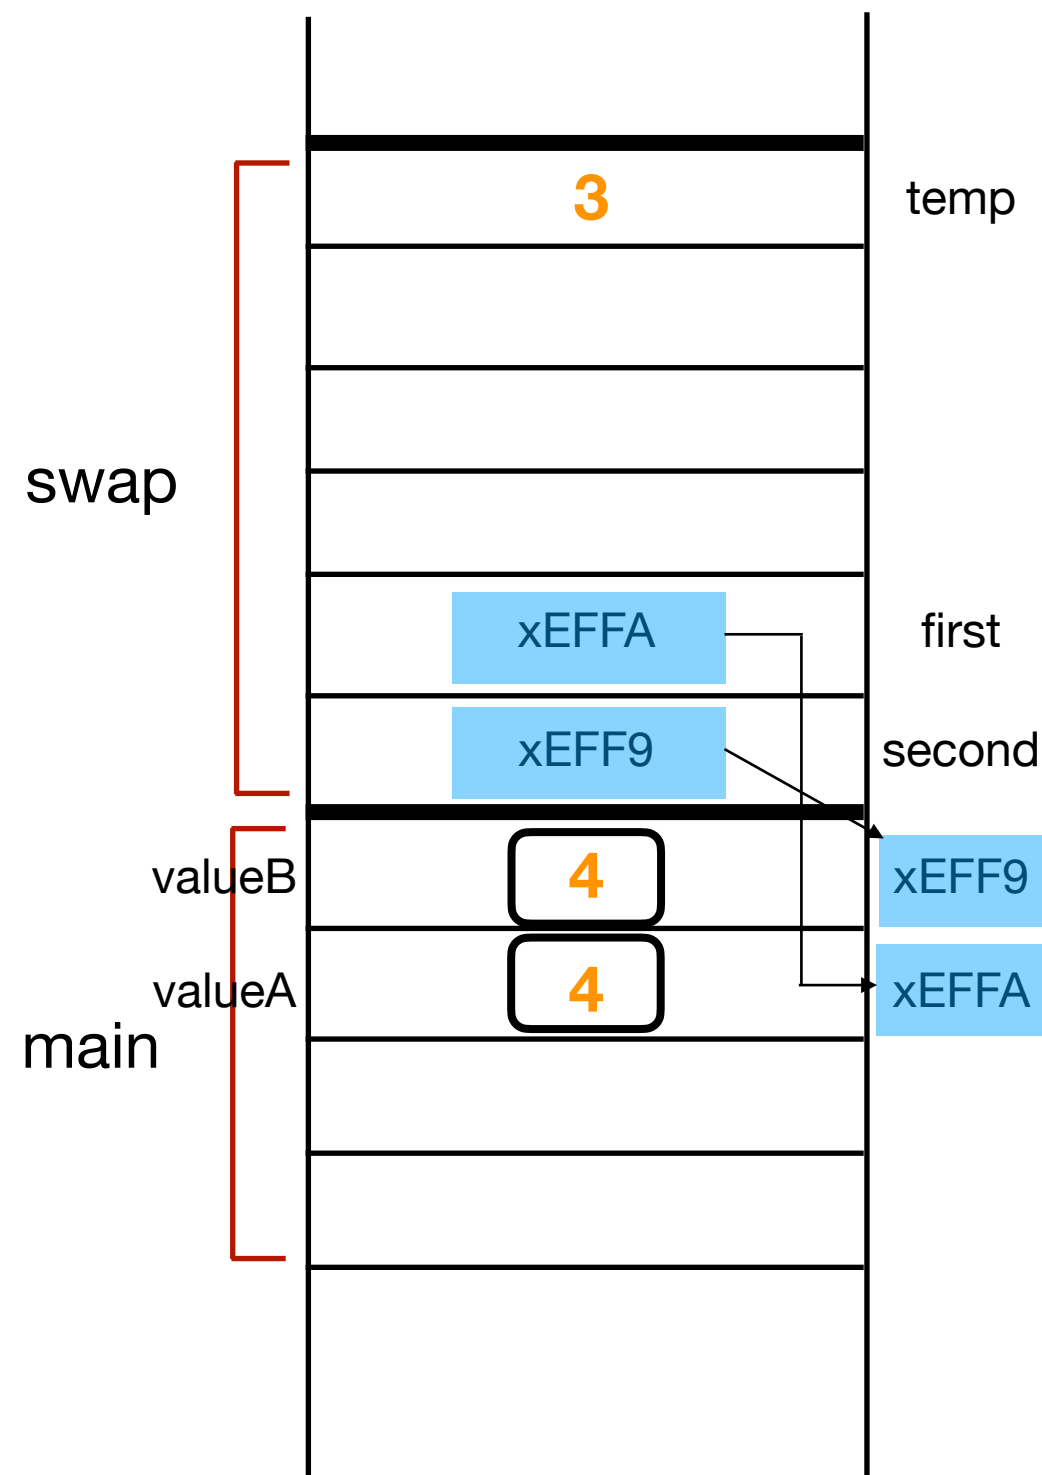 3 temp
swap
xEFFA first
xEFF9 second
valueB 4 xEFF9
valueA 4 xEFFA
main